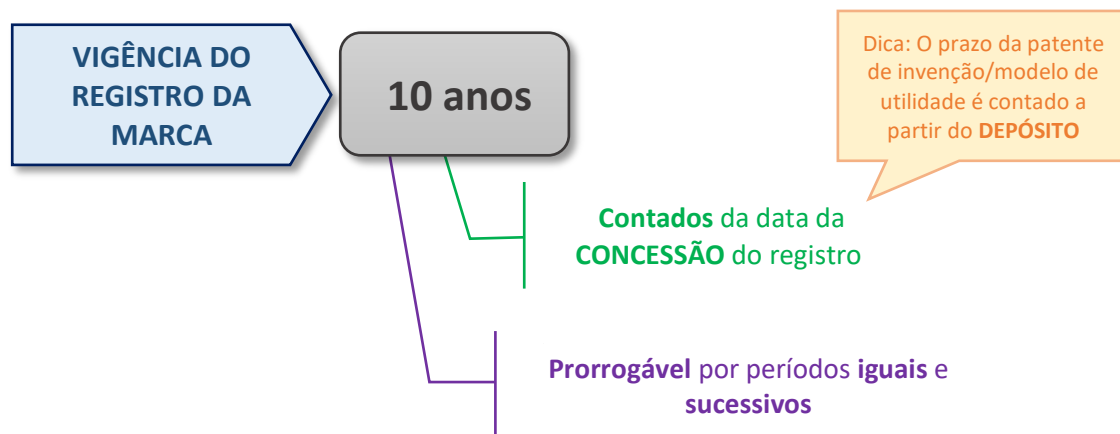 VIGÊNCIA DO
REGISTRO DA
MARCA
10 anos
Dica: O prazo da patente
de invenção/modelo de
utilidade é contado a
partir do DEPÓSITO
Contados da data da
CONCESSÃO do registro
Prorrogável por períodos iguais e
sucessivos